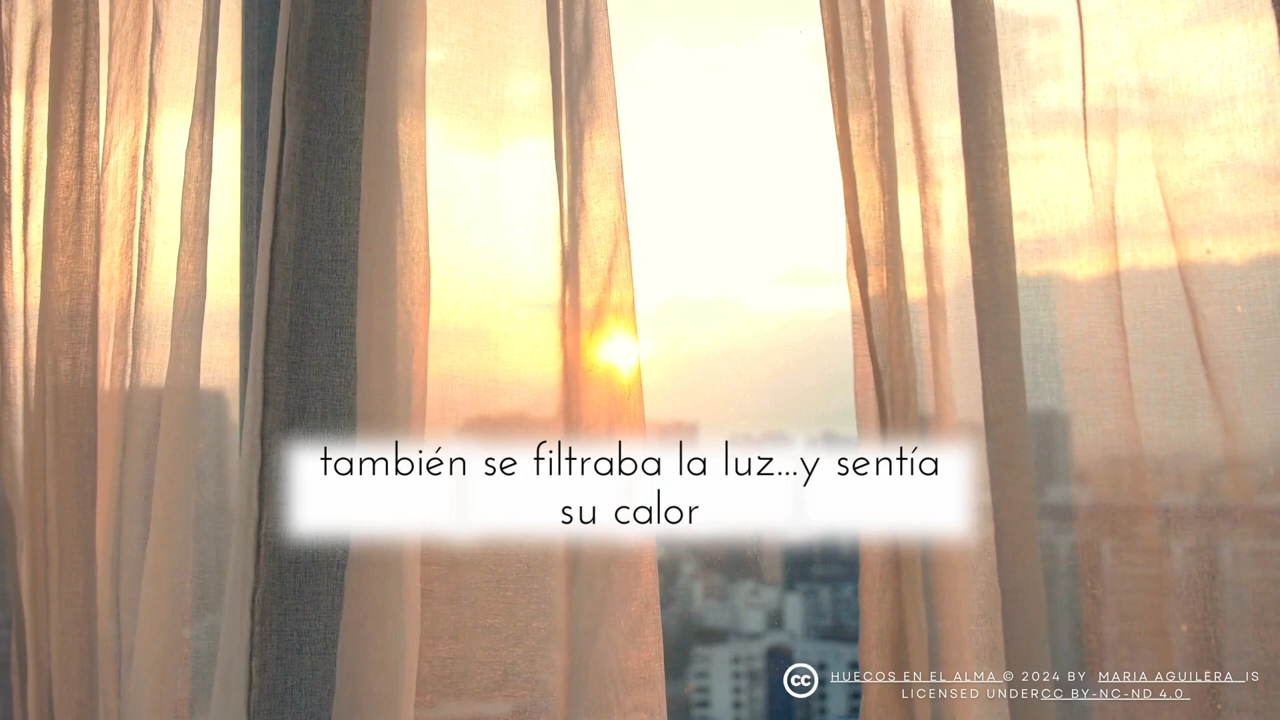 también se filtraba la luz...y sentía
su calor
cc HUECOS EN EL ALMA © 2024 BY MARIA AGUILERA IS
LICENSED UNDERCC BY-NC-ND 4.0